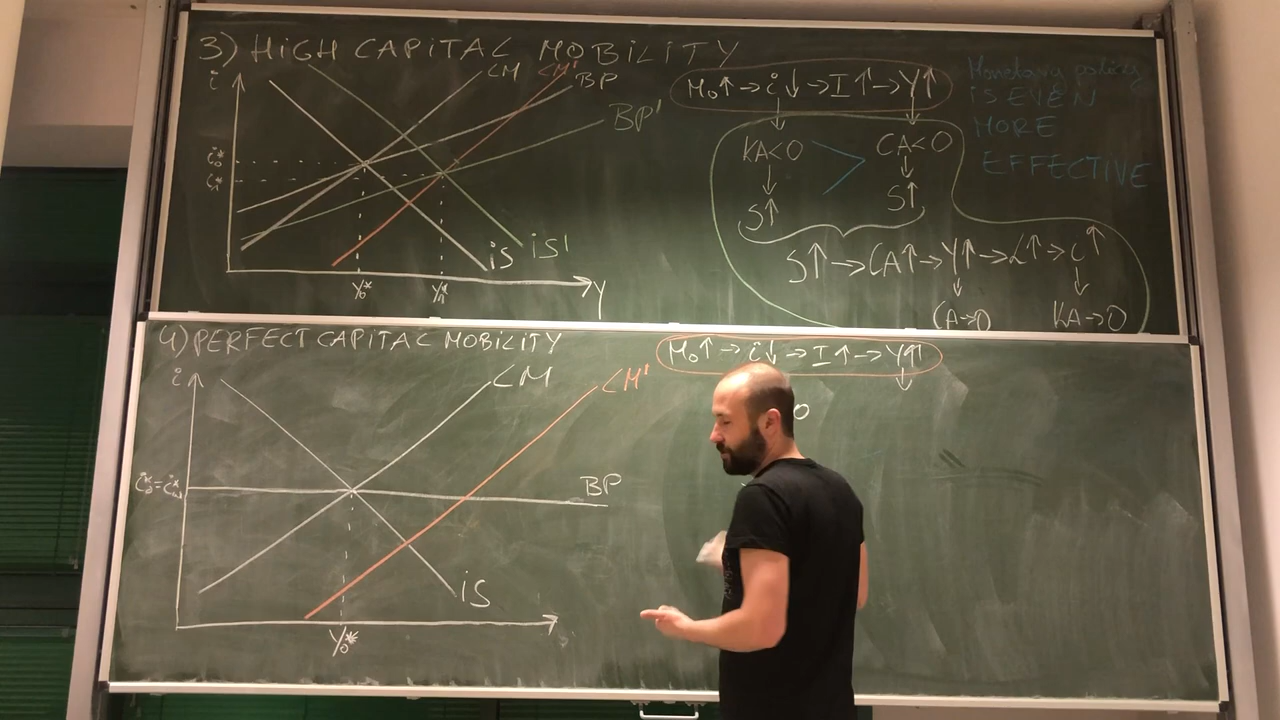 3) HIGH CAPITAL MOBILITY
i
LM
LM'
BP
BP'
i₀*
i₁*
IS
IS'
Y₀*
Y₁*
Y
M₀↑→i↓→I↑→Y↑
KA<0 > CA<0
S↑
S↑
S↑→CA↑→Y↑→L↑→i↑
CA→0
KA→0
Monetary policy
IS EVEN
MORE
EFFECTIVE
4) PERFECT CAPITAL MOBILITY
i
LM
LM'
BP
IS
Y₀*
M₀↑→i↓→I↑→Y↑
0